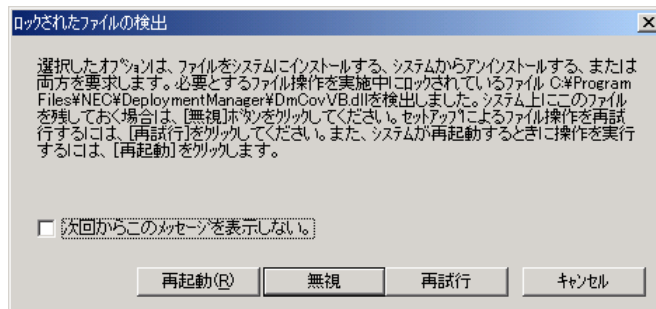 ロックされたファイルの検出
選択したオプションは、ファイルをシステムにインストールする、システムからアンインストールする、または
両方を要求します。必要とするファイル操作を実施中にロックされているファイル C:¥Program
Files¥NEC¥DeploymentManager¥DmCovVB.dllを検出しました。システム上にこのファイル
を残しておく場合は、[無視]ボタンをクリックしてください。セットアップによるファイル操作を再試
行するには、[再試行]をクリックしてください。また、システムが再起動するときに操作を実行
するには、[再起動]をクリックします。
次回からこのメッセージを表示しない。
再起動(R) 無視 再試行 キャンセル